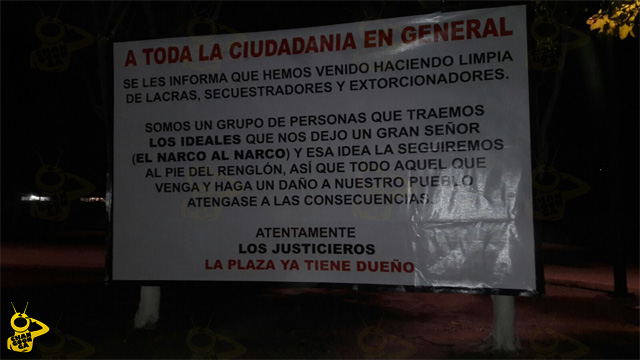 A TODA LA CIUDADANIA EN GENERAL
SE LES INFORMA QUE HEMOS VENIDO HACIENDO LIMPIA
DE LACRAS, SECUESTRADORES Y EXTORCIONADORES.
SOMOS UN GRUPO DE PERSONAS QUE TRAEMOS
LOS IDEALES QUE NOS DEJO UN GRAN SEÑOR
(EL NARCO AL NARCO) Y ESA IDEA LA SEGUIREMOS
AL PIE DEL RENGLÓN, ASÍ QUE TODO AQUEL QUE
VENGA Y HAGA UN DAÑO A NUESTRO PUEBLO
ATENGASE A LAS CONSECUENCIAS.
ATENTAMENTE
LOS JUSTICIEROS
LA PLAZA YA TIENE DUEÑO